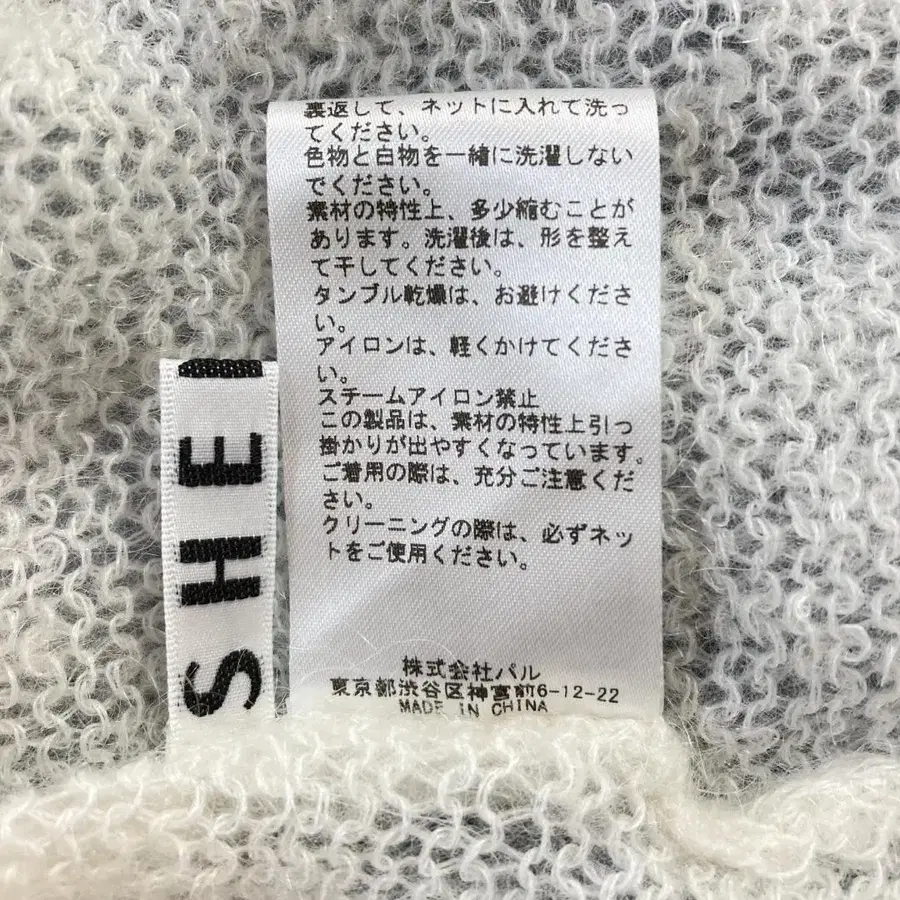 裏返して、ネットに入れて洗っ
てください。
色物と白物を一緒に洗濯しない
でください。
素材の特性上、多少縮むことが
あります。洗濯後は、形を整え
て干してください。
タンブル乾燥は、お避けくださ
い。
アイロンは、軽くかけてくださ
い。
スチームアイロン禁止
この製品は、素材の特性上引っ
掛かりが出やすくなっています。
ご着用の際は、充分ご注意くだ
さい。
クリーニングの際は、必ずネッ
トをご使用ください。
株式会社パル
東京都渋谷区神宮前6-12-22
MADE IN CHINA
SHE